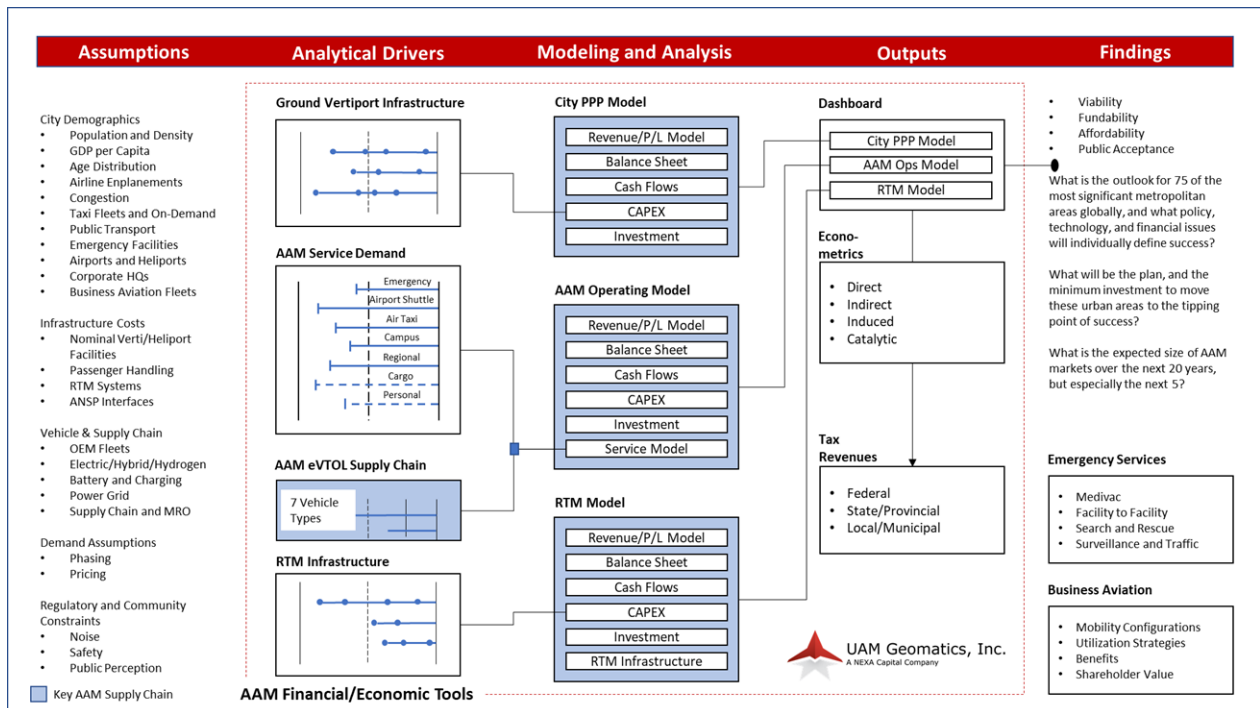 Assumptions
Analytical Drivers
Modeling and Analysis
Outputs
Findings
City Demographics
• Population and Density
• GDP per Capita
• Age Distribution
• Airline Enplanements
• Congestion
• Taxi Fleets and On-Demand
• Public Transport
• Emergency Facilities
• Airports and Heliports
• Corporate HQs
• Business Aviation Fleets
Infrastructure Costs
• Nominal Verti/Heliport
Facilities
• Passenger Handling
• RTM Systems
• ANSP Interfaces
Vehicle & Supply Chain
• OEM Fleets
• Electric/Hybrid/Hydrogen
• Battery and Charging
• Power Grid
• Supply Chain and MRO
Demand Assumptions
• Phasing
• Pricing
Regulatory and Community
Constraints
• Noise
• Safety
• Public Perception
Key AAM Supply Chain
Ground Vertiport Infrastructure
AAM Service Demand
Emergency
Airport Shuttle
Air Taxi
Campus
Regional
Cargo
Personal
AAM eVTOL Supply Chain
7 Vehicle
Types
RTM Infrastructure
AAM Financial/Economic Tools
City PPP Model
Revenue/P/L Model
Balance Sheet
Cash Flows
CAPEX
Investment
AAM Operating Model
Revenue/P/L Model
Balance Sheet
Cash Flows
CAPEX
Investment
Service Model
RTM Model
Revenue/P/L Model
Balance Sheet
Cash Flows
CAPEX
Investment
RTM Infrastructure
Dashboard
City PPP Model
AAM Ops Model
RTM Model
Econo-
metrics
• Direct
• Indirect
• Induced
• Catalytic
Tax
Revenues
• Federal
• State/Provincial
• Local/Municipal
UAM Geomatics, Inc.
A NEXA Capital Company
• Viability
• Fundability
• Affordability
• Public Acceptance
What is the outlook for 75 of the
most significant metropolitan
areas globally, and what policy,
technology, and financial issues
will individually define success?
What will be the plan, and the
minimum investment to move
these urban areas to the tipping
point of success?
What is the expected size of AAM
markets over the next 20 years,
but especially the next 5?
Emergency Services
• Medivac
• Facility to Facility
• Search and Rescue
• Surveillance and Traffic
Business Aviation
• Mobility Configurations
• Utilization Strategies
• Benefits
• Shareholder Value